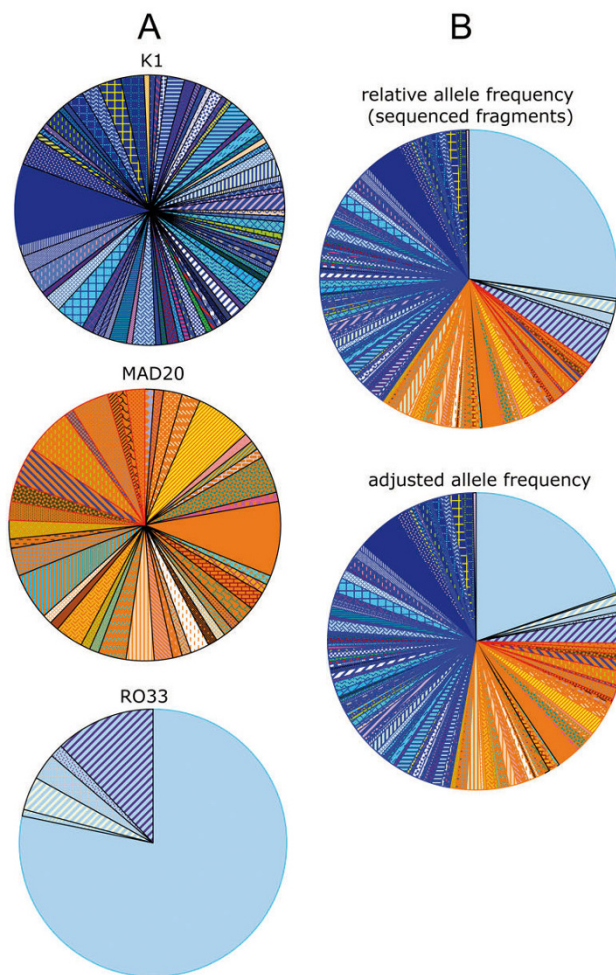 A
K1
MAD20
RO33
B
relative allele frequency
(sequenced fragments)
adjusted allele frequency